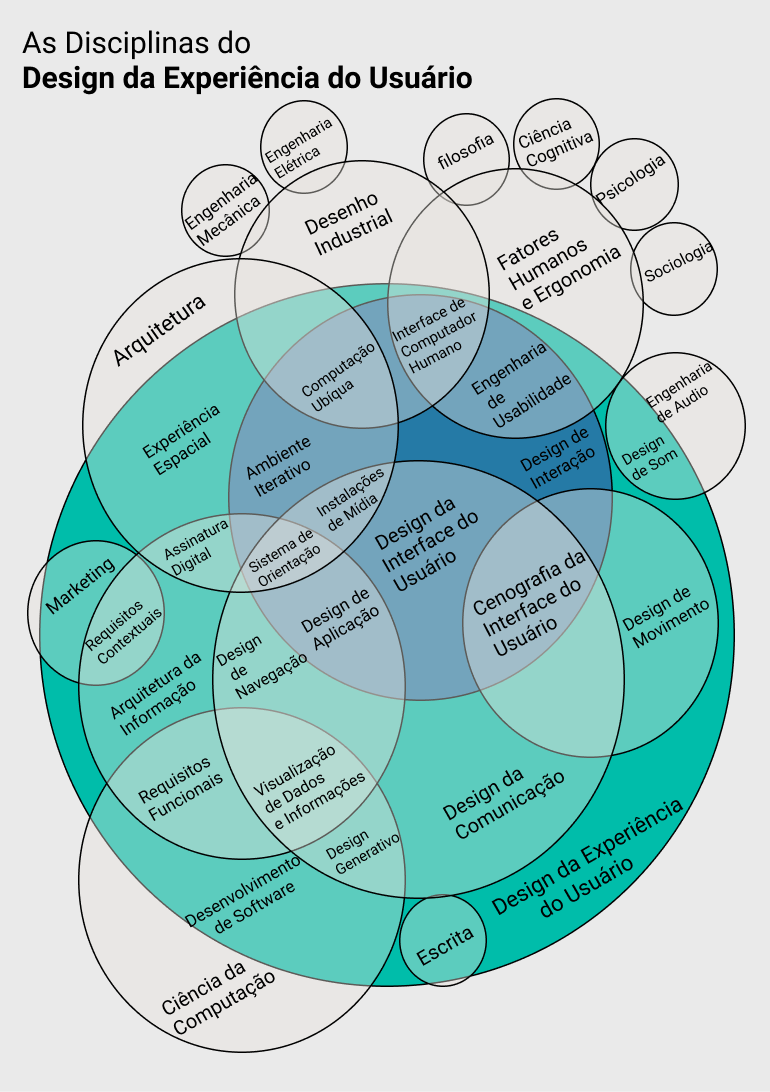 As Disciplinas do
Design da Experiência do Usuário
Engenharia
Elétrica
filosofia
Ciência
Cognitiva
Engenharia
Mecânica
Psicologia
Desenho
Industrial
Fatores
Humanos
e Ergonomia
Sociologia
Arquitetura
Interface de
Computador
Humano
Computação
Ubíqua
Engenharia
de
Usabilidade
Engenharia
de Audio
Experiência
Espacial
Ambiente
Iterativo
Design de
Interação
Design
de Som
Instalações
de Mídia
Design da
Interface do
Usuário
Assinatura
Digital
Sistema de
Orientação
Marketing
Requisitos
Contextuais
Design de
Aplicação
Cenografia da
Interface do
Usuário
Design de
Movimento
Design
de
Navegação
Arquitetura da
Informação
Requisitos
Funcionais
Visualização
de Dados
e Informações
Design da
Comunicação
Design
Generativo
Design da Experiência
do Usuário
Desenvolvimento
de Software
Escrita
Ciência da
Computação